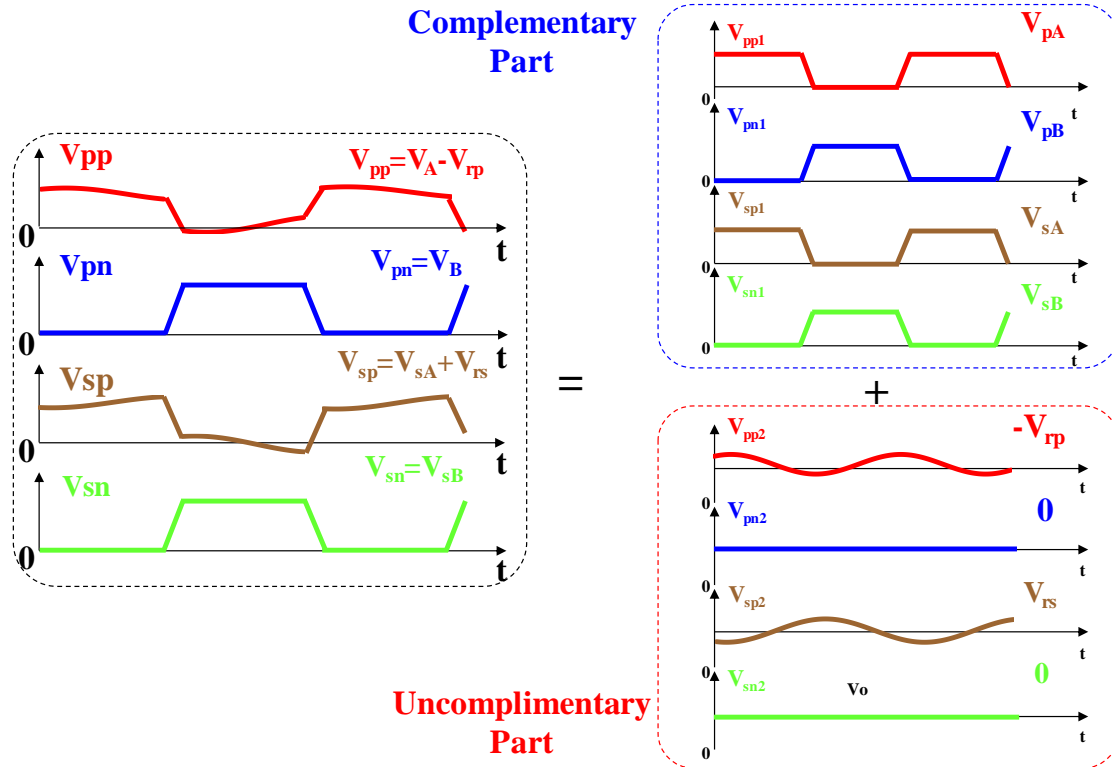 Complementary
Part
Vpp
Vpp=VA-Vrp
0
t
Vpn
Vpn=VB
0
t
Vsp
Vsp=VsA+Vrs
0
t
Vsn
Vsn=VsB
0
t
=
Vpp1
VpA
0
t
Vpn1
VpB
0
t
Vsp1
VsA
0
t
Vsn1
VsB
0
t
+
Vpp2
-Vrp
0
t
Vpn2
0
0
t
Vsp2
Vrs
0
t
Vsn2
Vo
0
0
t
Uncomplimentary
Part